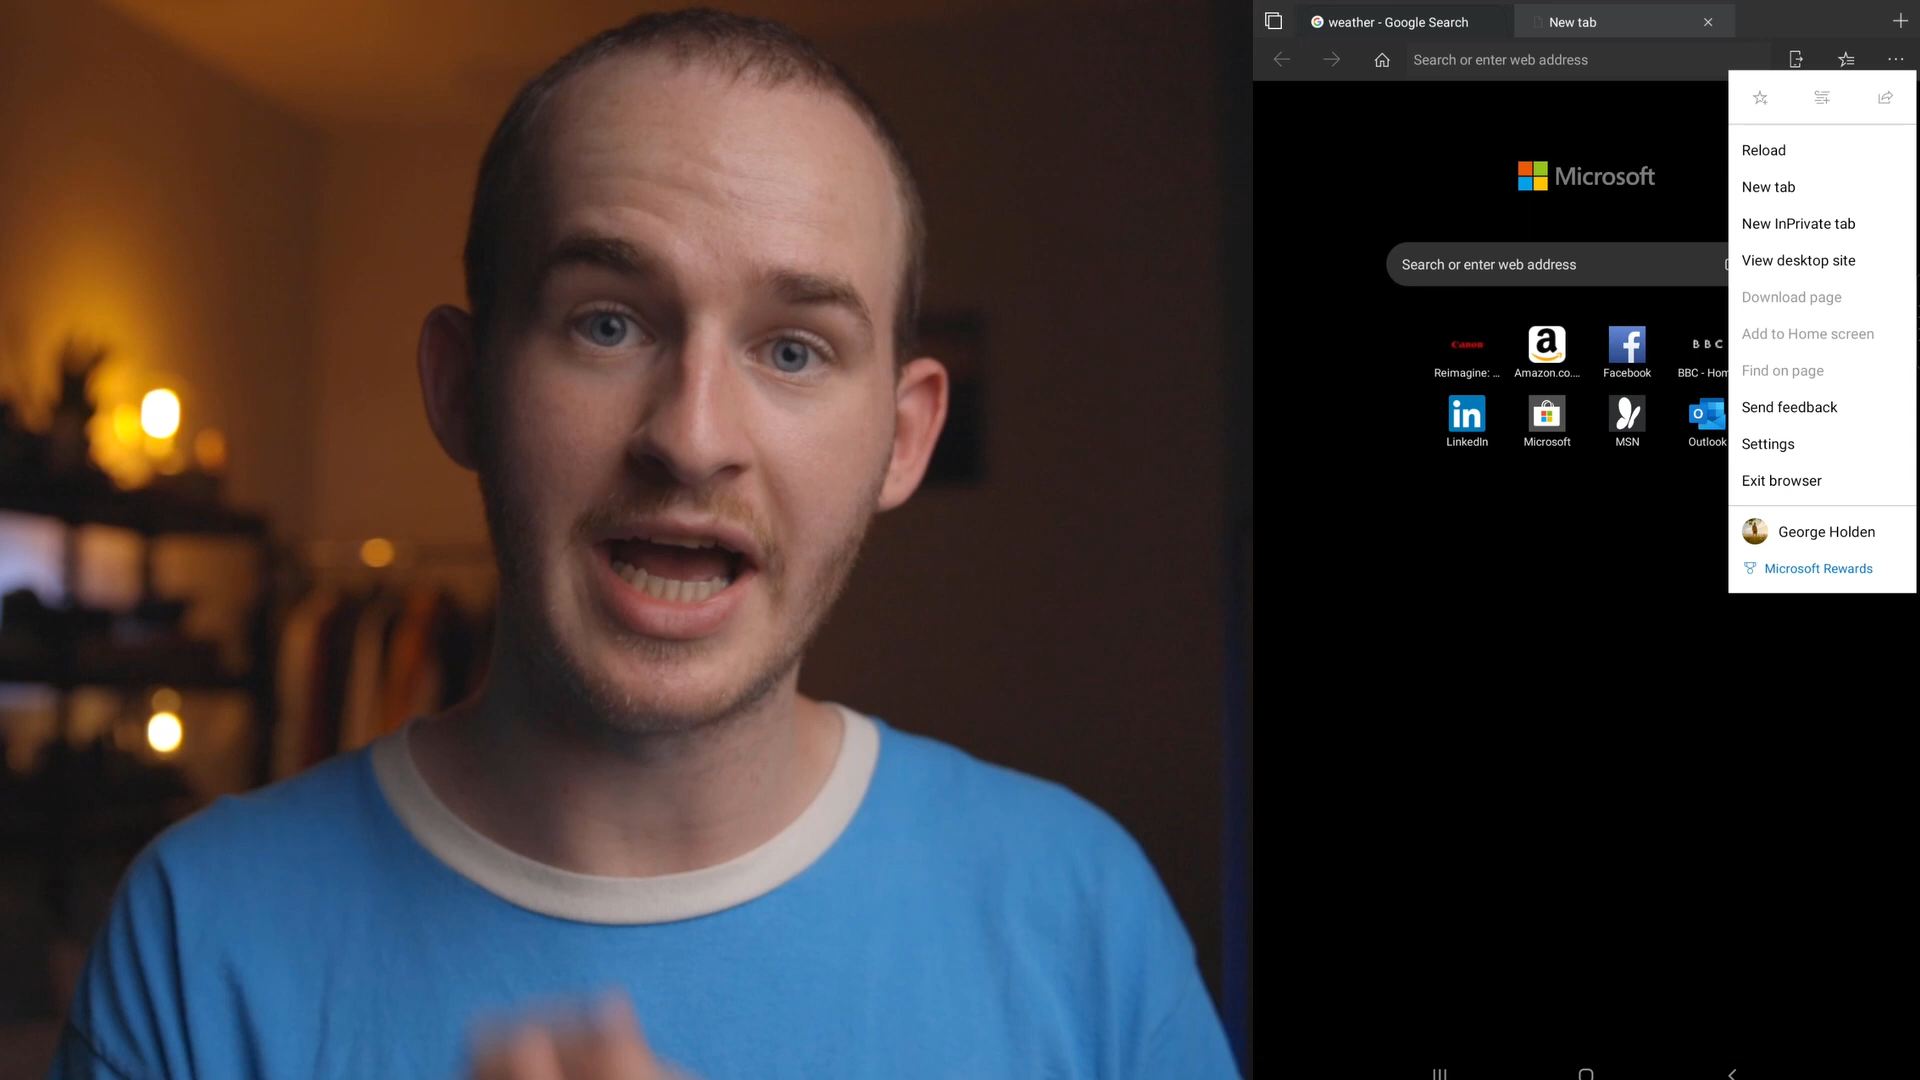 weather - Google Search
New tab
Search or enter web address
Microsoft
Search or enter web address
Canon
BBC
Reimagine: ...
Amazon.co....
Facebook
BBC - Hom
LinkedIn
Microsoft
MSN
Outlook
Reload
New tab
New InPrivate tab
View desktop site
Download page
Add to Home screen
Find on page
Send feedback
Settings
Exit browser
George Holden
Microsoft Rewards